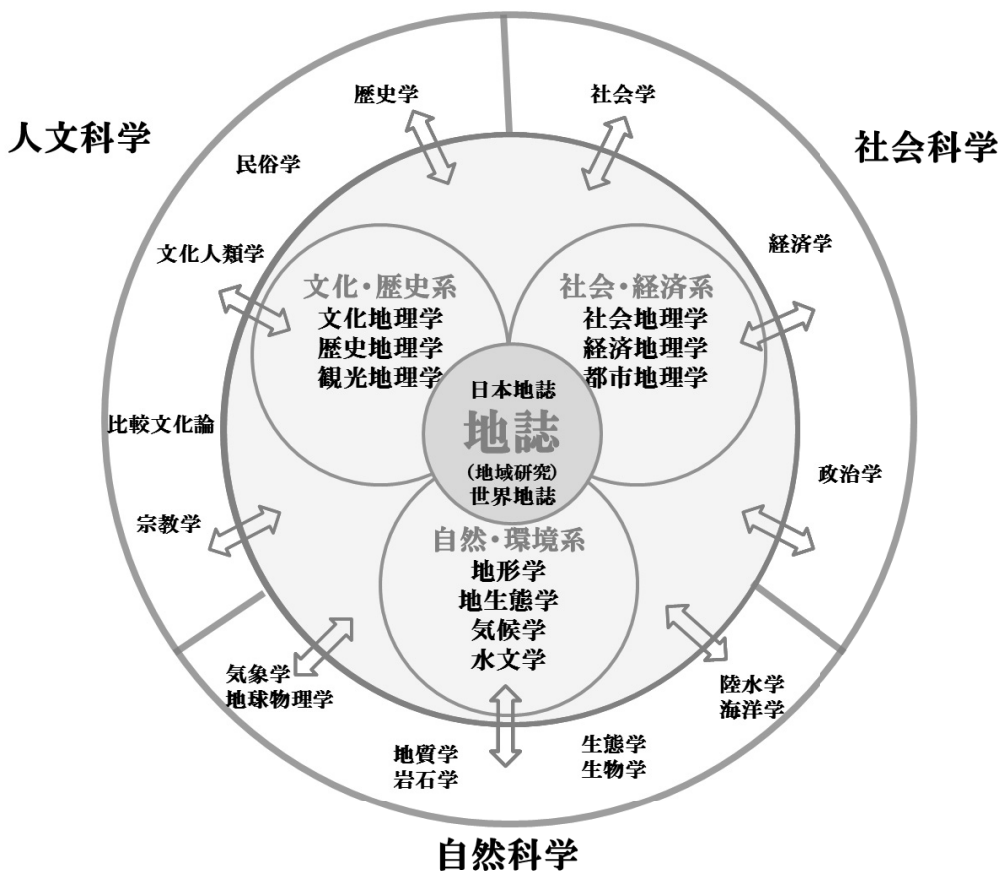 人文科学
社会科学
歴史学
社会学
民俗学
文化人類学
経済学
比較文化論
政治学
宗教学
文化・歴史系
文化地理学
歴史地理学
観光地理学
社会・経済系
社会地理学
経済地理学
都市地理学
日本地誌
地誌
(地域研究)
世界地誌
自然・環境系
地形学
地生態学
気候学
水文学
気象学
地球物理学
陸水学
海洋学
地質学
岩石学
生態学
生物学
自然科学